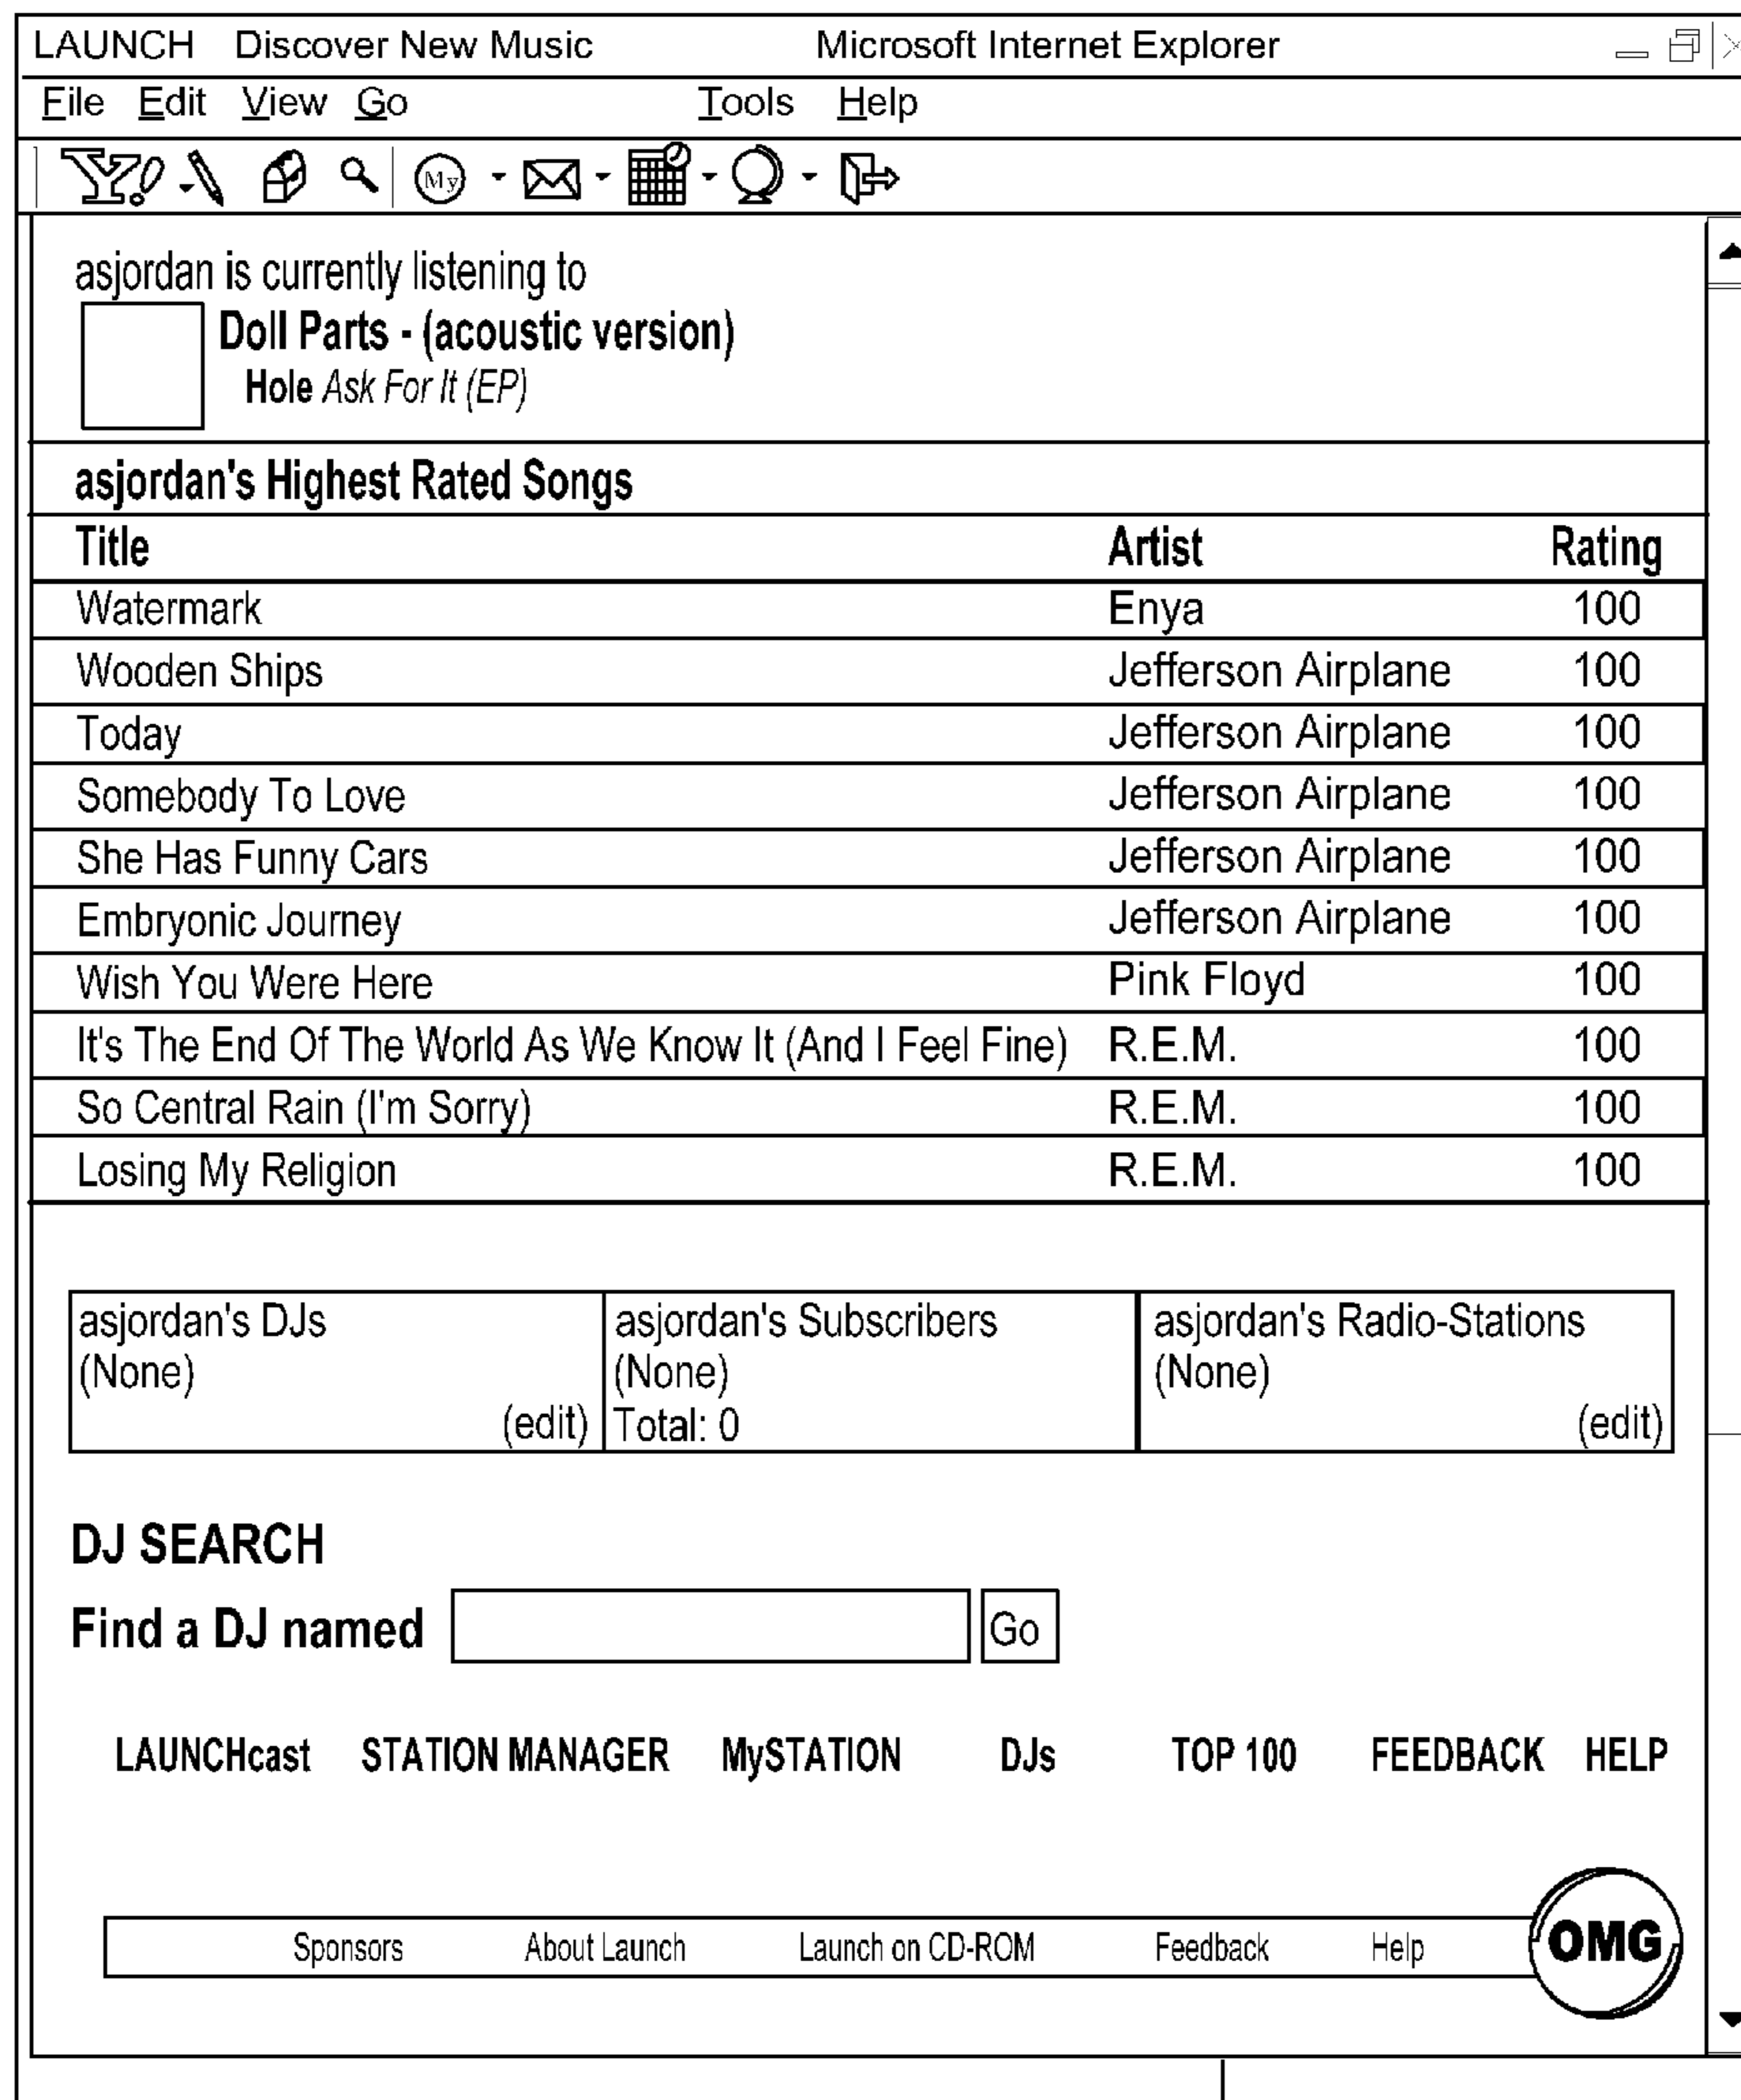 LAUNCH Discover New Music Microsoft Internet Explorer
File Edit View Go Tools Help
Y! My
asjordan is currently listening to
Doll Parts - (acoustic version)
Hole Ask For It (EP)
asjordan's Highest Rated Songs
Title Artist Rating
Watermark Enya 100
Wooden Ships Jefferson Airplane 100
Today Jefferson Airplane 100
Somebody To Love Jefferson Airplane 100
She Has Funny Cars Jefferson Airplane 100
Embryonic Journey Jefferson Airplane 100
Wish You Were Here Pink Floyd 100
It's The End Of The World As We Know It (And I Feel Fine) R.E.M. 100
So Central Rain (I'm Sorry) R.E.M. 100
Losing My Religion R.E.M. 100
asjordan's DJs asjordan's Subscribers asjordan's Radio-Stations
(None) (None) (None)
(edit) Total: 0 (edit)
DJ SEARCH
Find a DJ named Go
LAUNCHcast STATION MANAGER MySTATION DJs TOP 100 FEEDBACK HELP
Sponsors About Launch Launch on CD-ROM Feedback Help OMG